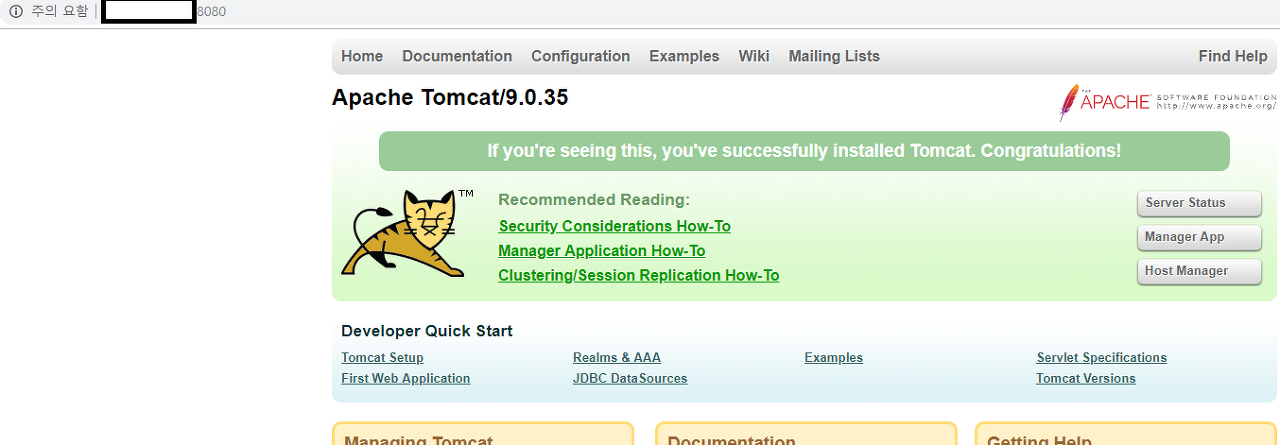 주의 요함 | 8080
Home Documentation Configuration Examples Wiki Mailing Lists Find Help
Apache Tomcat/9.0.35
THE APACHE® SOFTWARE FOUNDATION
http://www.apache.org/
If you're seeing this, you've successfully installed Tomcat. Congratulations!
TM
Recommended Reading:
Security Considerations How-To
Manager Application How-To
Clustering/Session Replication How-To
Server Status
Manager App
Host Manager
Developer Quick Start
Tomcat Setup Realms & AAA Examples Servlet Specifications
First Web Application JDBC DataSources Tomcat Versions
Managing Tomcat Documentation Getting Help